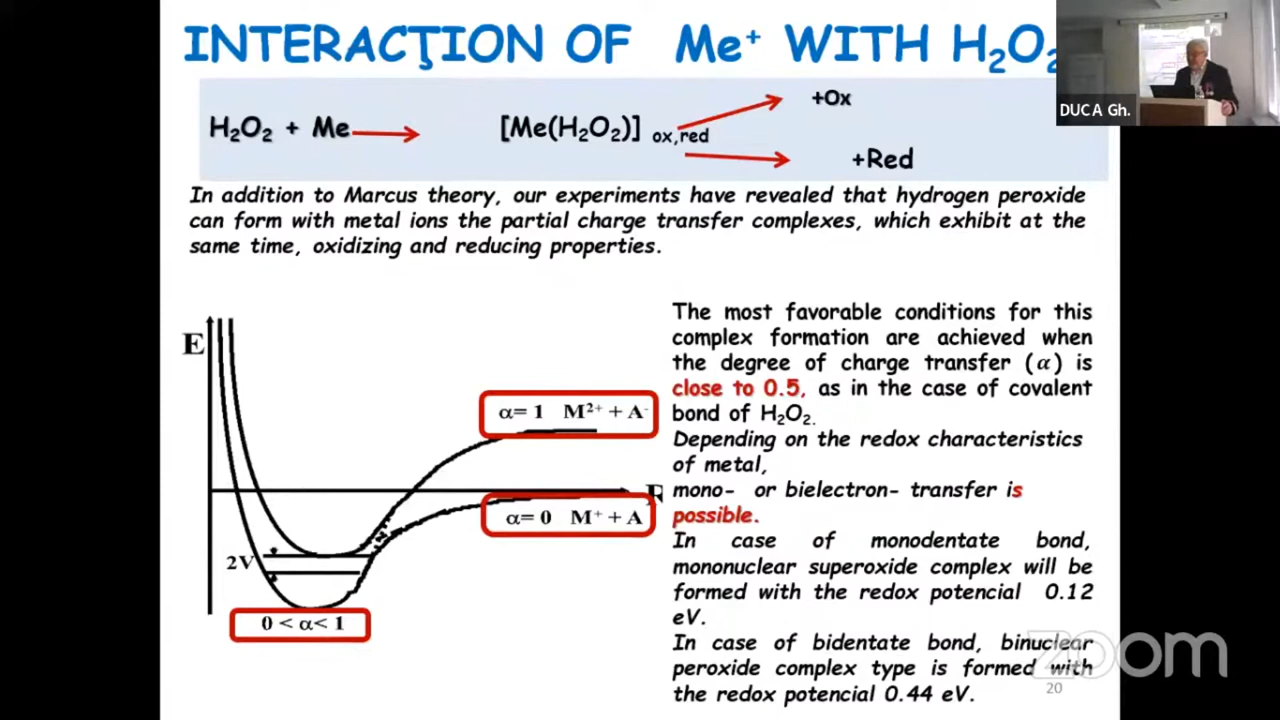 INTERACŢION OF Me⁺ WITH H₂O₂
DUCA Gh.
H₂O₂ + Me
[Me(H₂O₂)] ox,red
+Ox
+Red
In addition to Marcus theory, our experiments have revealed that hydrogen peroxide
can form with metal ions the partial charge transfer complexes, which exhibit at the
same time, oxidizing and reducing properties.
E
α= 1 M²⁺ + A⁻
α= 0 M⁺ + A
2V
0 < α< 1
The most favorable conditions for this
complex formation are achieved when
the degree of charge transfer (α) is
close to 0.5, as in the case of covalent
bond of H₂O₂.
Depending on the redox characteristics
of metal,
mono- or bielectron- transfer is
possible.
In case of monodentate bond,
mononuclear superoxide complex will be
formed with the redox potencial 0.12
eV.
In case of bidentate bond, binuclear
peroxide complex type is formed with
the redox potencial 0.44 eV.
zoom
20